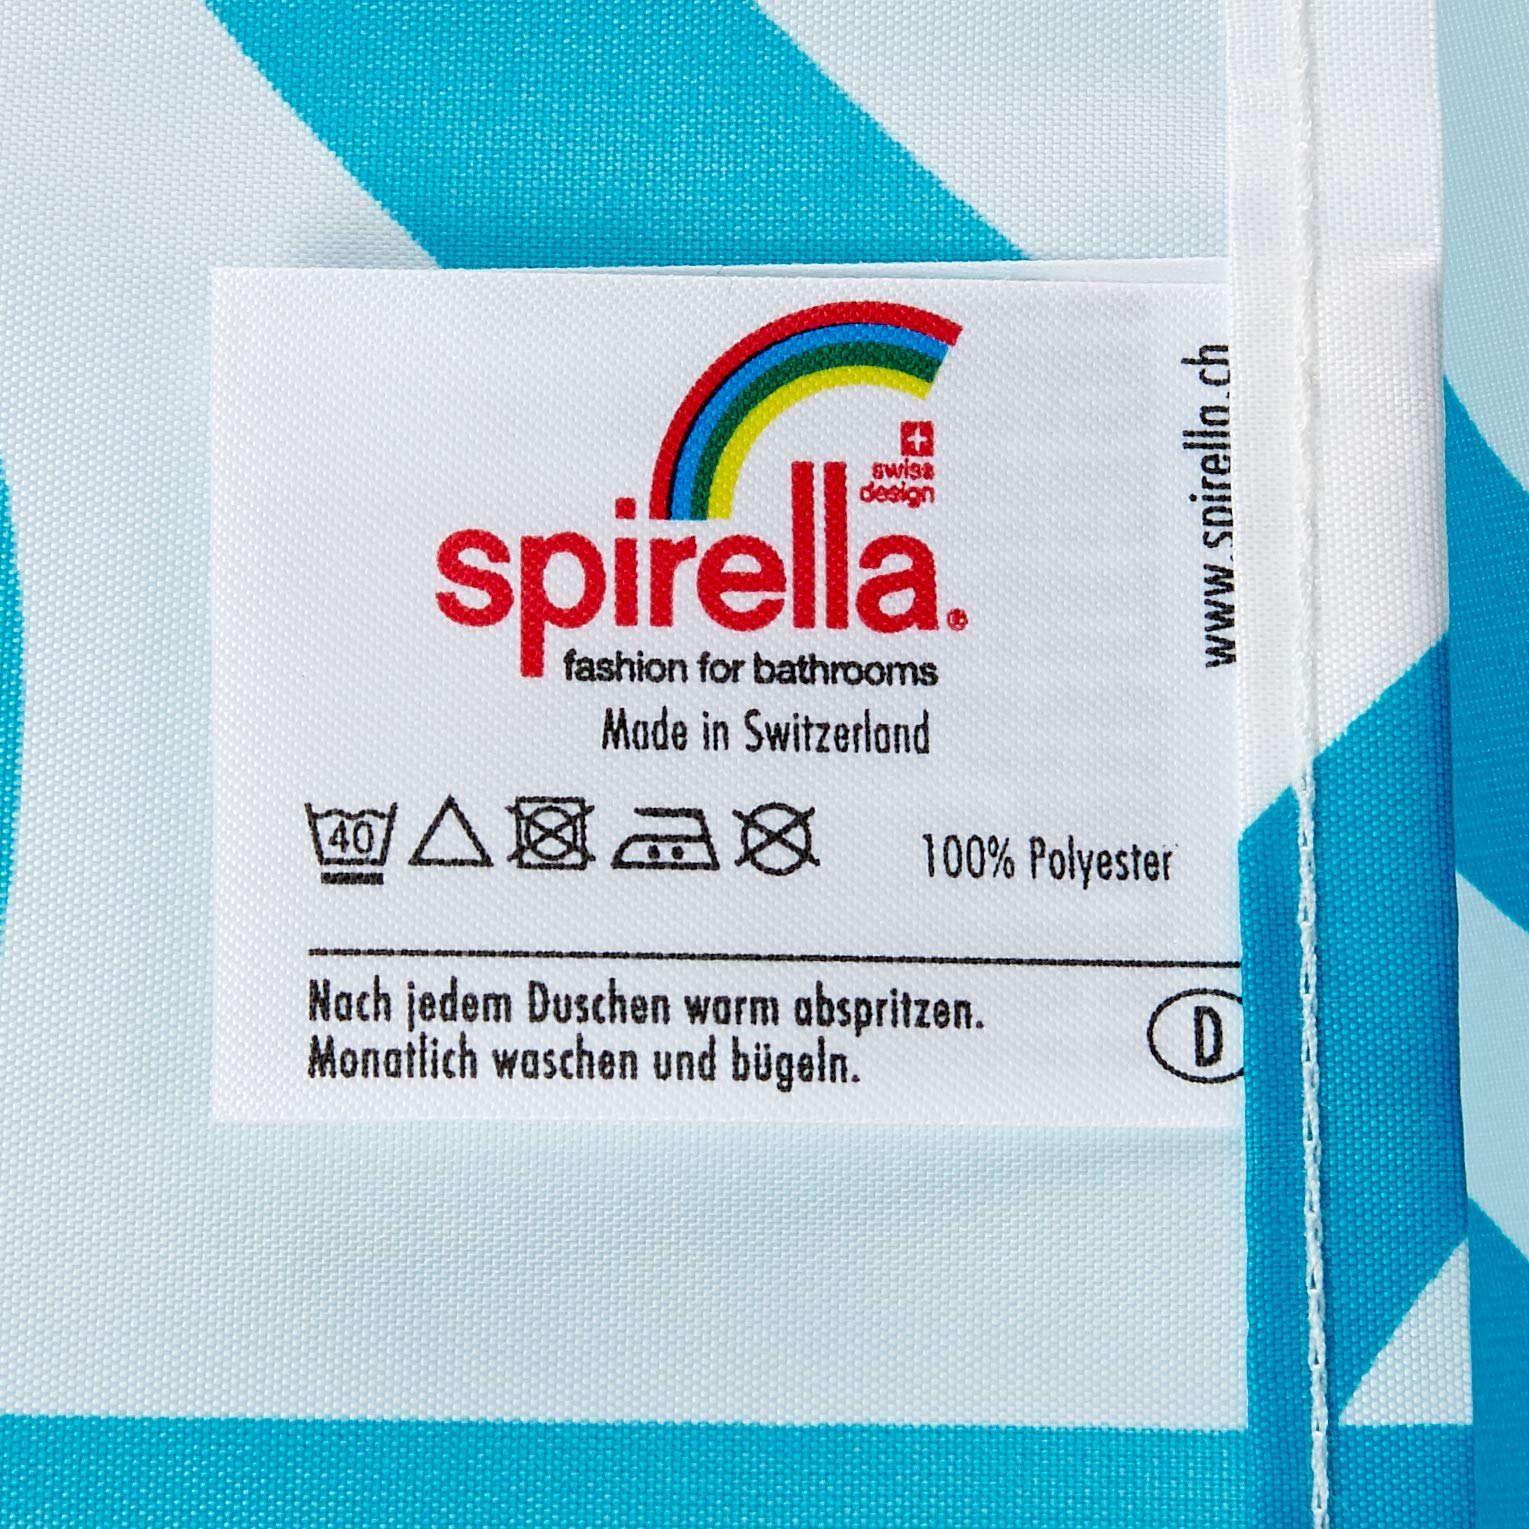 swiss
design
spirella®
fashion for bathrooms
Made in Switzerland
www.spirella.ch
40
100% Polyester
Nach jedem Duschen warm abspritzen.
Monatlich waschen und bügeln.
D